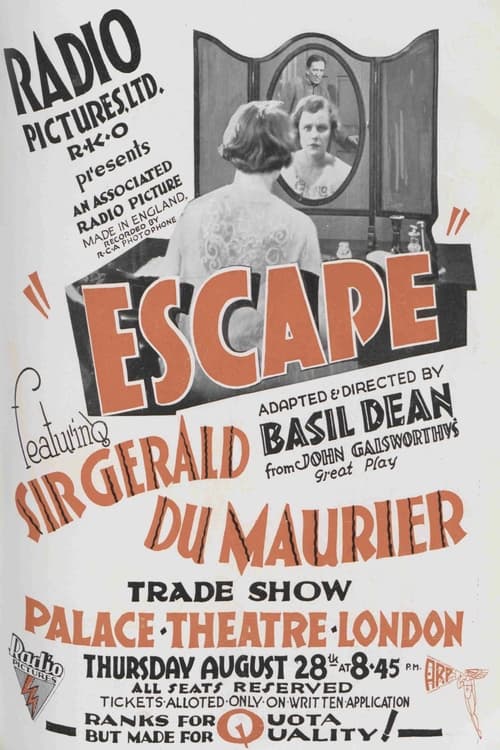 RADIO
PICTURES, LTD.
R·K·O
presents
AN ASSOCIATED
RADIO PICTURE
MADE IN ENGLAND.
RECORDED BY
R·C·A PHOTOPHONE
"ESCAPE"
ADAPTED & DIRECTED BY
BASIL DEAN
from JOHN GALSWORTHY'S
Great Play
featuring
SIR GERALD
DU MAURIER
TRADE SHOW
PALACE·THEATRE·LONDON
THURSDAY AUGUST 28th AT 8·45 P.M.
ALL SEATS RESERVED
TICKETS·ALLOTED·ONLY·ON·WRITTEN·APPLICATION
RANKS FOR QUOTA
BUT MADE FOR QUALITY!
Radio
PICTURES
ARP